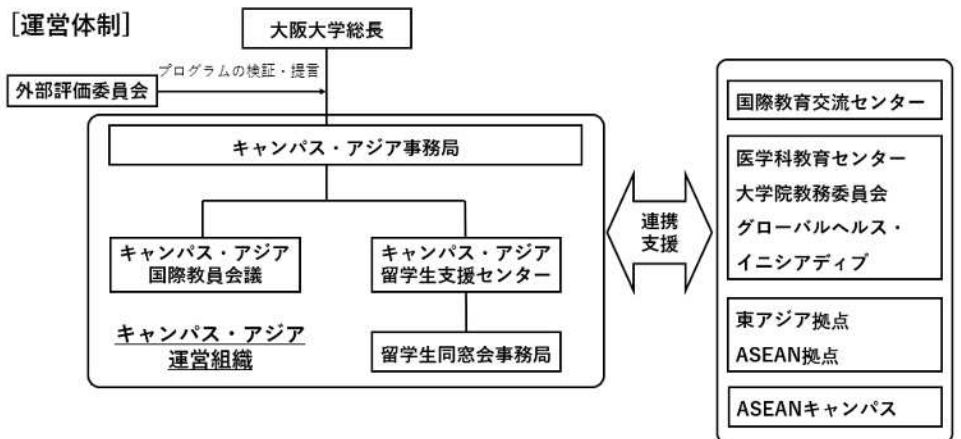 [運営体制]
大阪大学総長
プログラムの検証・提言
外部評価委員会
キャンパス・アジア事務局
キャンパス・アジア
国際教員会議
キャンパス・アジア
留学生支援センター
キャンパス・アジア
運営組織
留学生同窓会事務局
連携
支援
国際教育交流センター
医学科教育センター
大学院教務委員会
グローバルヘルス・
イニシアディブ
東アジア拠点
ASEAN拠点
ASEANキャンパス